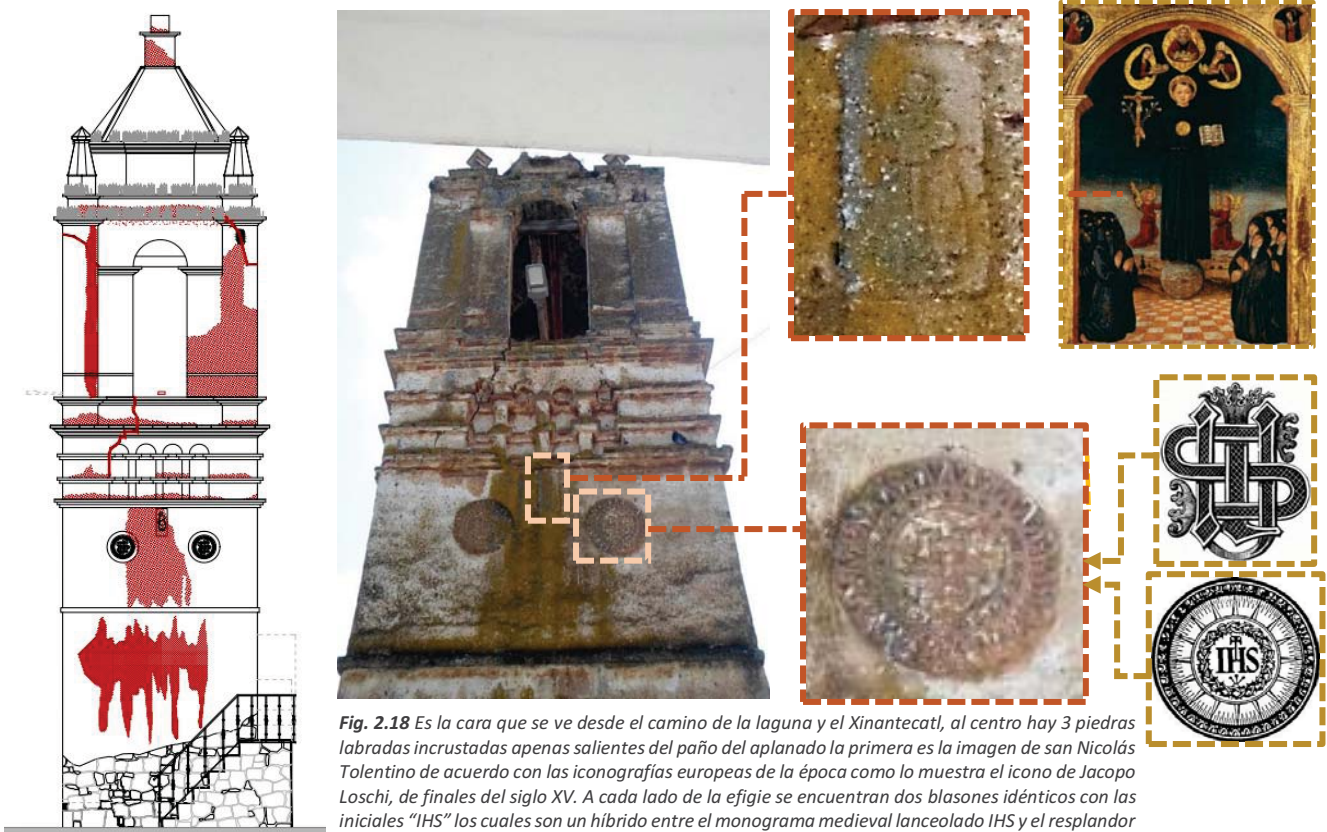 IHS
Fig. 2.18 Es la cara que se ve desde el camino de la laguna y el Xinantecatl, al centro hay 3 piedras
labradas incrustadas apenas salientes del paño del aplanado la primera es la imagen de san Nicolás
Tolentino de acuerdo con las iconografías europeas de la época como lo muestra el icono de Jacopo
Loschi, de finales del siglo XV. A cada lado de la efigie se encuentran dos blasones idénticos con las
iniciales “IHS” los cuales son un híbrido entre el monograma medieval lanceolado IHS y el resplandor